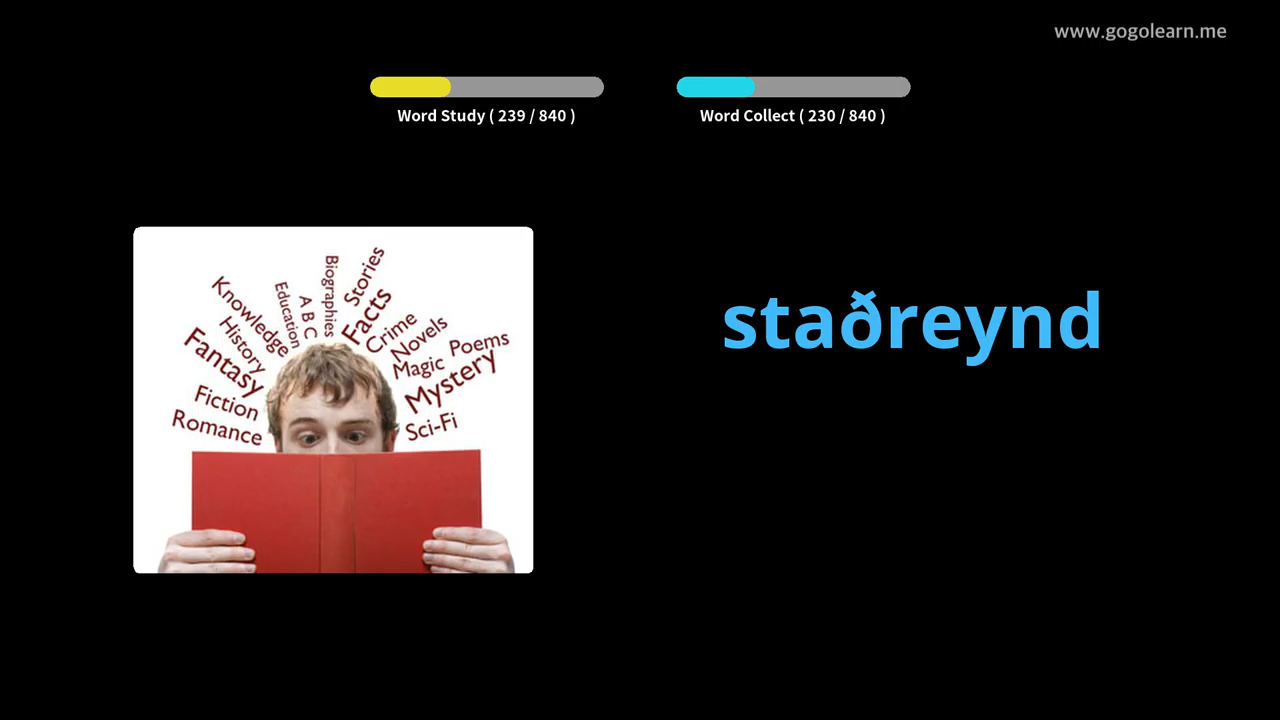 www.gogolearn.me
Word Study ( 239 / 840 )
Word Collect ( 230 / 840 )
staðreynd
Knowledge
History
Fantasy
Fiction
Romance
Education
A B C
Biographies
Stories
Facts
Crime
Novels
Magic
Poems
Mystery
Sci-Fi